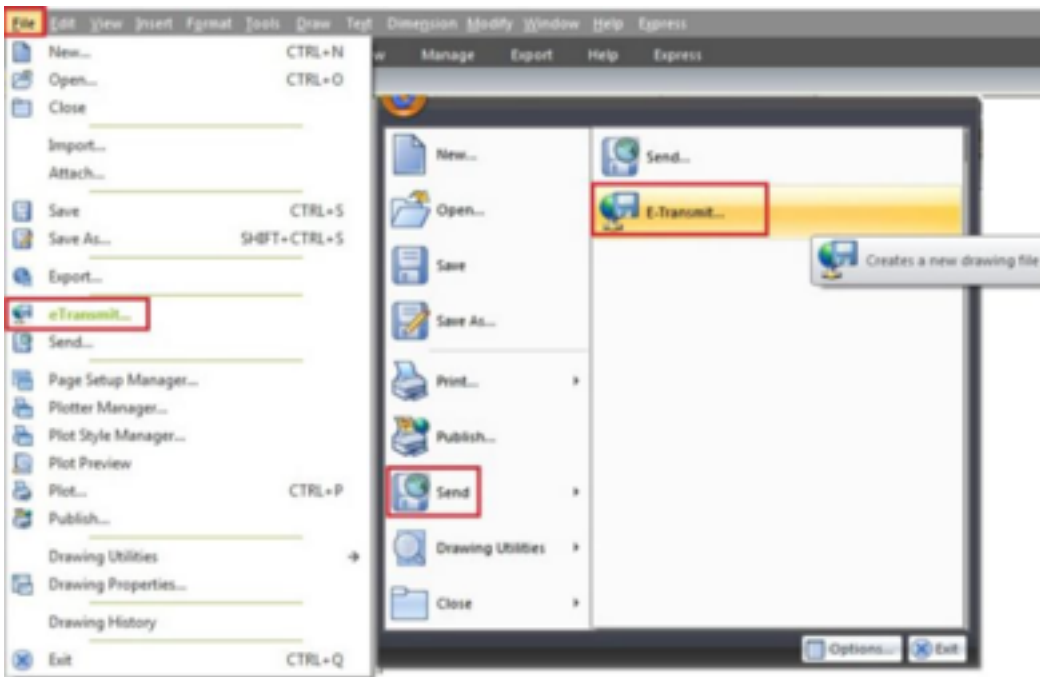 File Edit View Insert Format Tools Draw Text Dimension Modify Window Help Express
New... CTRL+N
Open... CTRL+O
Close
Import...
Attach...
Save CTRL+S
Save As... SHIFT+CTRL+S
Export...
eTransmit...
Send...
Page Setup Manager...
Plotter Manager...
Plot Style Manager...
Plot Preview
Plot... CTRL+P
Publish...
Drawing Utilities
Drawing Properties...
Drawing History
Exit CTRL+Q
w Manage Export Help Express
New...
Open...
Save
Save As...
Print...
Publish...
Send
Drawing Utilities
Close
Send...
E-Transmit...
Creates a new drawing file
Options... Exit